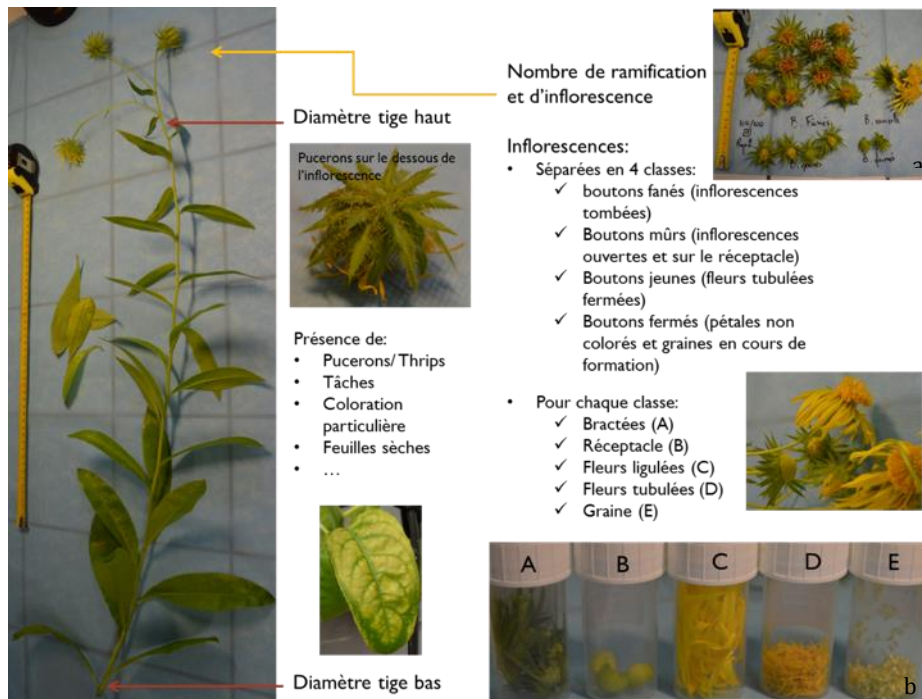 Diamètre tige haut
Pucerons sur le dessous de
l'inflorescence
Présence de:
• Pucerons/Thrips
• Tâches
• Coloration
particulière
• Feuilles sèches
• …
Diamètre tige bas
Nombre de ramification
et d'inflorescence
Inflorescences:
• Séparées en 4 classes:
✓ boutons fanés (inflorescences
tombées)
✓ Boutons mûrs (inflorescences
ouvertes et sur le réceptacle)
✓ Boutons jeunes (fleurs tubulées
fermées)
✓ Boutons fermés (pétales non
colorés et graines en cours de
formation)
• Pour chaque classe:
✓ Bractées (A)
✓ Réceptacle (B)
✓ Fleurs ligulées (C)
✓ Fleurs tubulées (D)
✓ Graine (E)
B. Fanés
a
A B C D E
b